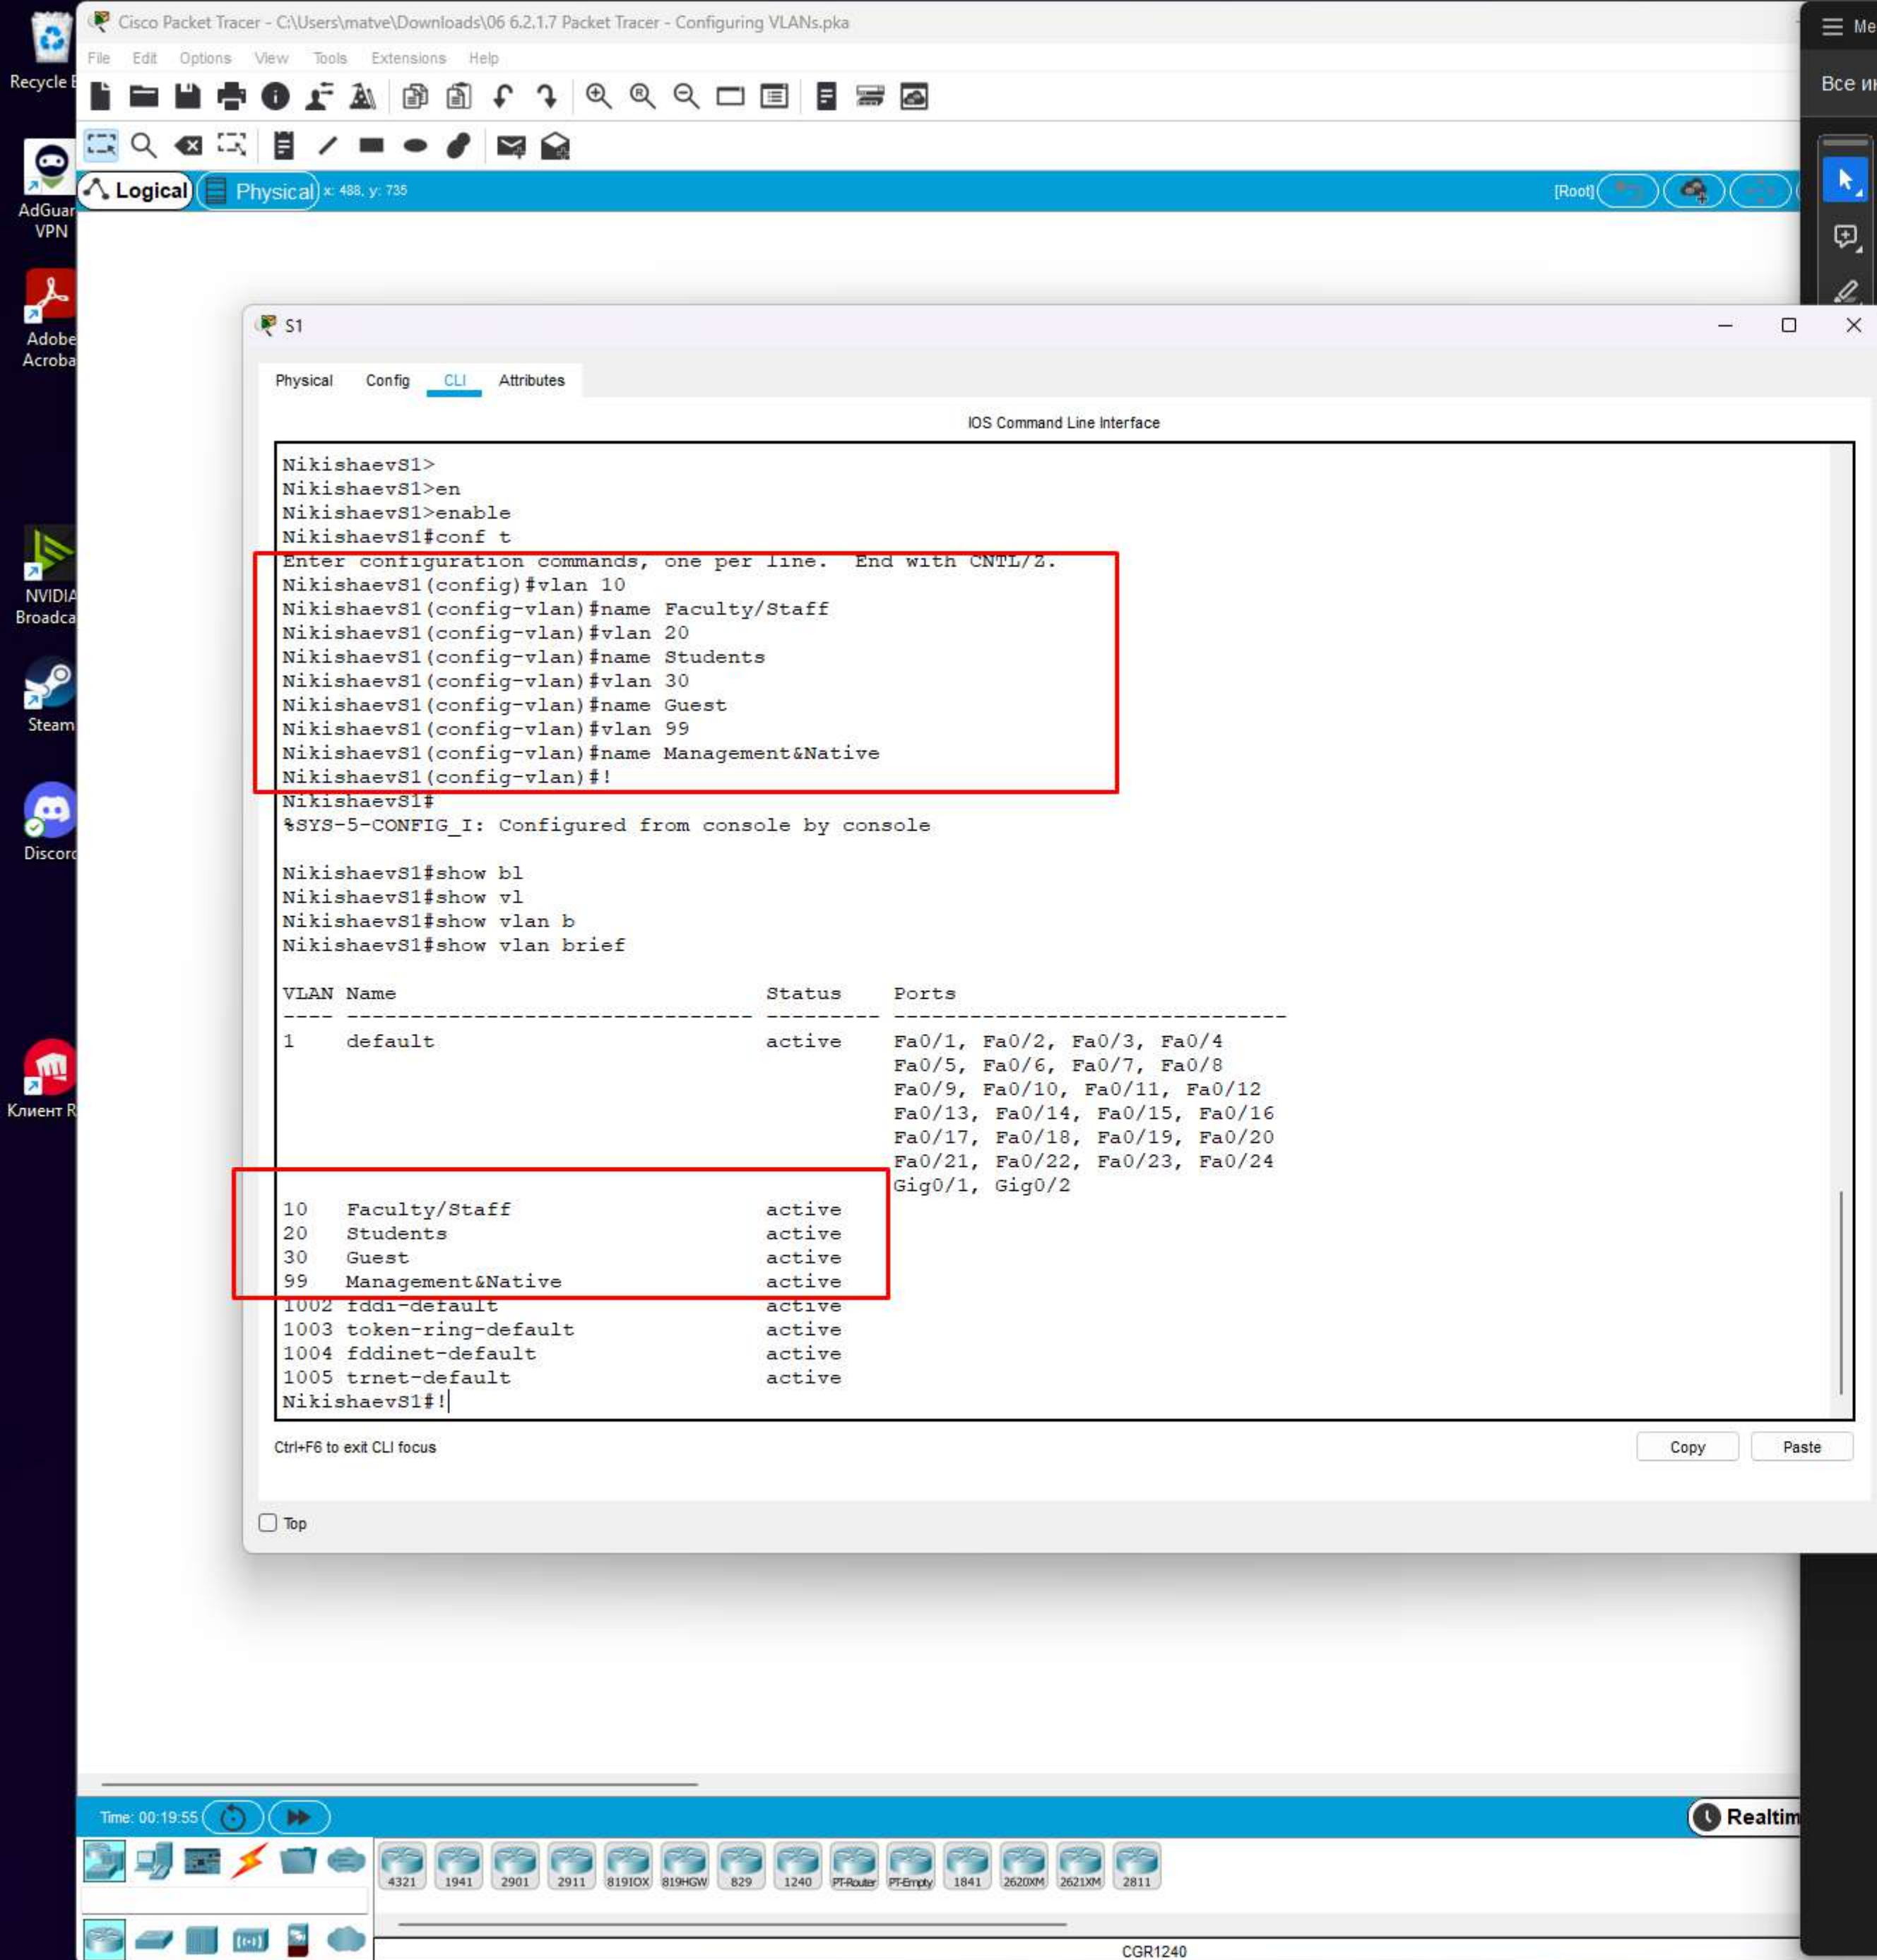 Cisco Packet Tracer - C:\Users\matve\Downloads\06 6.2.1.7 Packet Tracer - Configuring VLANs.pka
File Edit Options View Tools Extensions Help
Recycle
Все
Logical Physical x: 488, y: 735 [Root]
AdGuar
VPN
Adobe
Acroba
NVIDIA
Broadca
Steam
Discord
Клиент R
S1
Physical Config CLI Attributes
IOS Command Line Interface
NikishaevS1>
NikishaevS1>en
NikishaevS1>enable
NikishaevS1#conf t
Enter configuration commands, one per line. End with CNTL/Z.
NikishaevS1(config)#vlan 10
NikishaevS1(config-vlan)#name Faculty/Staff
NikishaevS1(config-vlan)#vlan 20
NikishaevS1(config-vlan)#name Students
NikishaevS1(config-vlan)#vlan 30
NikishaevS1(config-vlan)#name Guest
NikishaevS1(config-vlan)#vlan 99
NikishaevS1(config-vlan)#name Management&Native
NikishaevS1(config-vlan)#!
NikishaevS1#
%SYS-5-CONFIG_I: Configured from console by console
NikishaevS1#show bl
NikishaevS1#show vl
NikishaevS1#show vlan b
NikishaevS1#show vlan brief
VLAN Name Status Ports
---- -------------------------------- --------- -------------------------------
1 default active Fa0/1, Fa0/2, Fa0/3, Fa0/4
Fa0/5, Fa0/6, Fa0/7, Fa0/8
Fa0/9, Fa0/10, Fa0/11, Fa0/12
Fa0/13, Fa0/14, Fa0/15, Fa0/16
Fa0/17, Fa0/18, Fa0/19, Fa0/20
Fa0/21, Fa0/22, Fa0/23, Fa0/24
Gig0/1, Gig0/2
10 Faculty/Staff active
20 Students active
30 Guest active
99 Management&Native active
1002 fddi-default active
1003 token-ring-default active
1004 fddinet-default active
1005 trnet-default active
NikishaevS1#!
Ctrl+F6 to exit CLI focus Copy Paste
Top
Time: 00:19:55 Realtim
4321 1941 2901 2911 819IOX 819HGW 829 1240 PT-Router PT-Empty 1841 2620XM 2621XM 2811
CGR1240